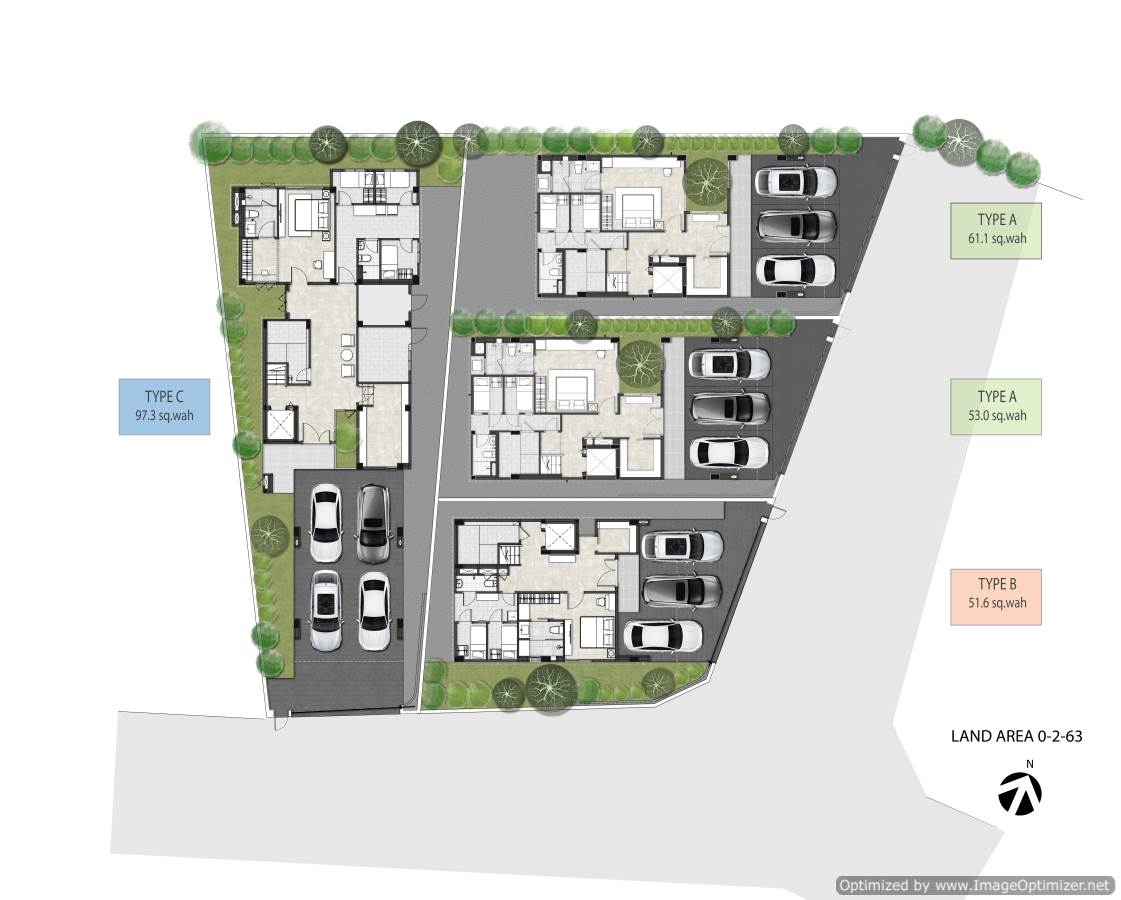 TYPE A
61.1 sq.wah
TYPE C
97.3 sq.wah
TYPE A
53.0 sq.wah
TYPE B
51.6 sq.wah
LAND AREA 0-2-63
N
Optimized by www.ImageOptimizer.net